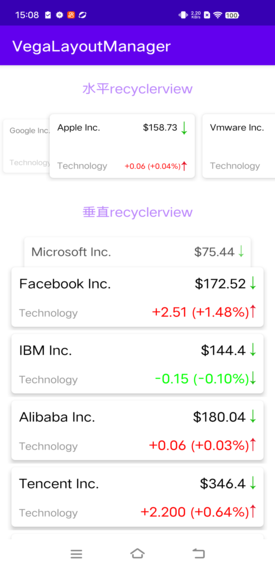 15:08
100
VegaLayoutManager
水平recyclerview
Google Inc.
Technology
Apple Inc.
$158.73↓
Technology
+0.06 (+0.04%)↑
Vmware Inc.
Technology
垂直recyclerview
Microsoft Inc.
$75.44↓
Facebook Inc.
$172.52↓
Technology
+2.51 (+1.48%)↑
IBM Inc.
$144.4↓
Technology
-0.15 (-0.10%)↓
Alibaba Inc.
$180.04↓
Technology
+0.06 (+0.03%)↑
Tencent Inc.
$346.4↓
Technology
+2.200 (+0.64%)↑